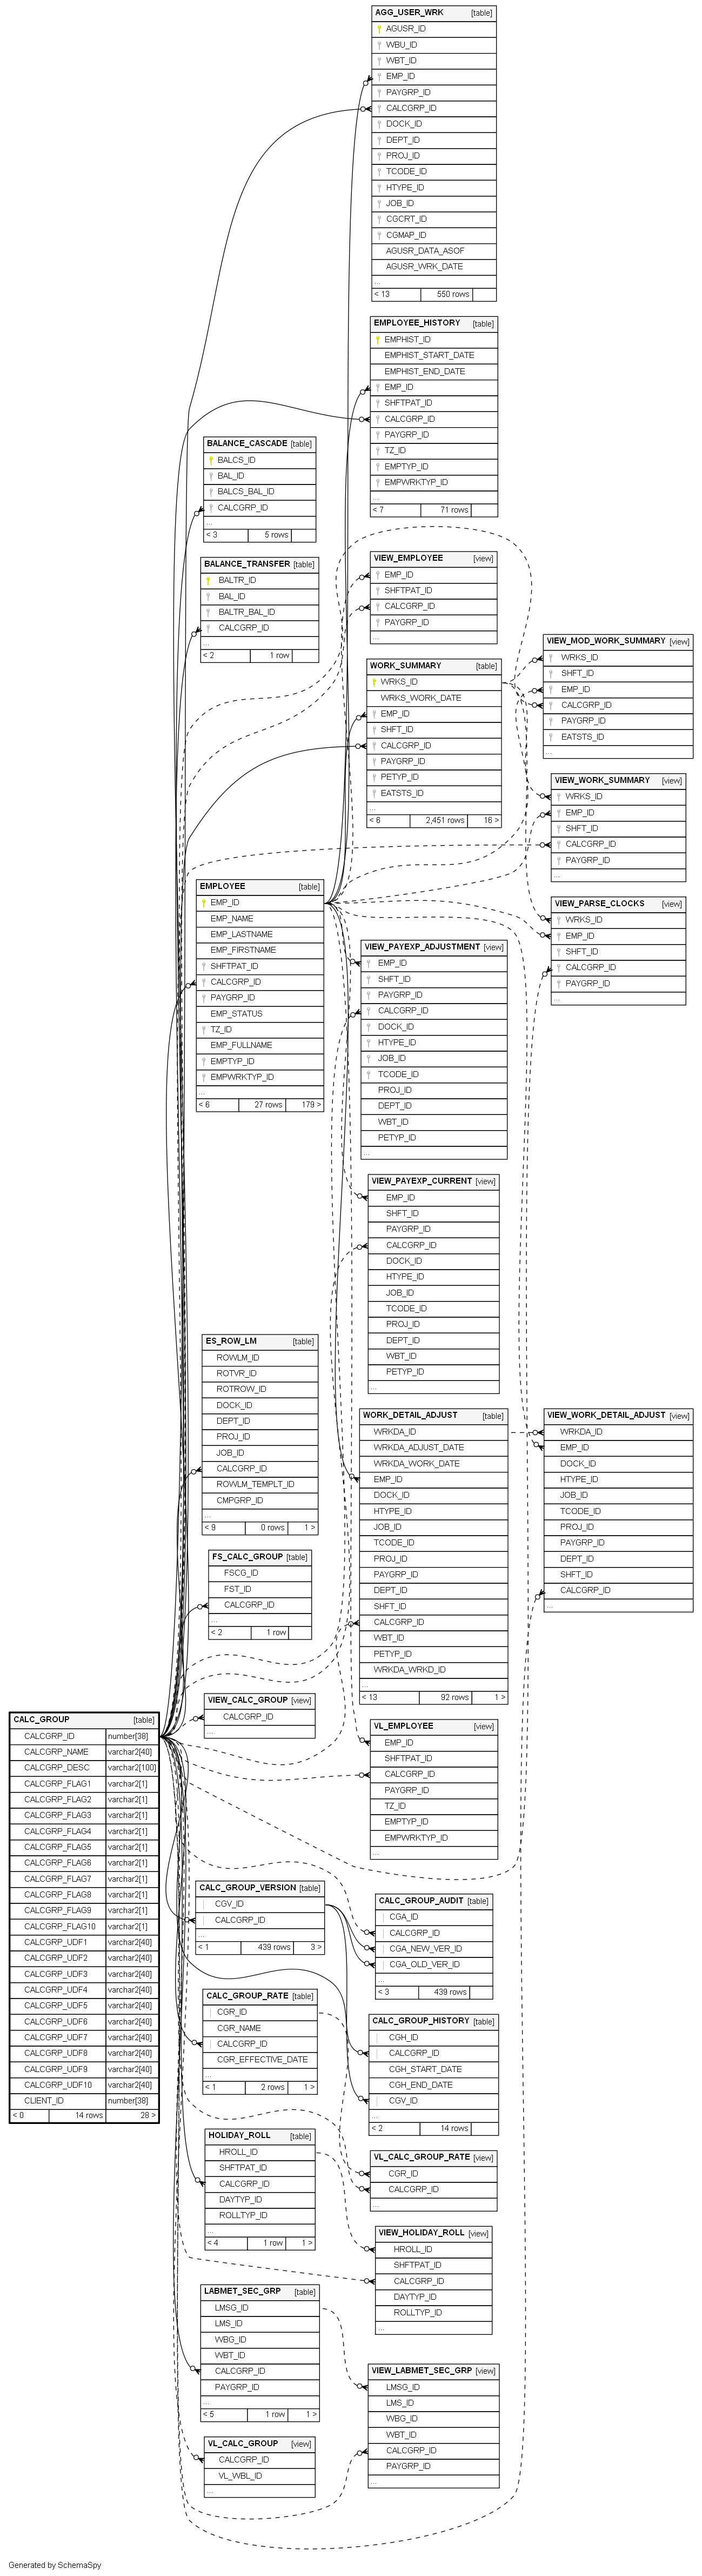 AGG_USER_WRK [table]
AGUSR_ID
WBU_ID
WBT_ID
EMP_ID
PAYGRP_ID
CALCGRP_ID
DOCK_ID
DEPT_ID
PROJ_ID
TCODE_ID
HTYPE_ID
JOB_ID
CGCRT_ID
CGMAP_ID
AGUSR_DATA_ASOF
AGUSR_WRK_DATE
...
< 13 550 rows
EMPLOYEE_HISTORY [table]
EMPHIST_ID
EMPHIST_START_DATE
EMPHIST_END_DATE
EMP_ID
SHFTPAT_ID
CALCGRP_ID
PAYGRP_ID
TZ_ID
EMPTYP_ID
EMPWRKTYP_ID
...
< 7 71 rows
BALANCE_CASCADE [table]
BALCS_ID
BAL_ID
BALCS_BAL_ID
CALCGRP_ID
...
< 3 5 rows
BALANCE_TRANSFER [table]
BALTR_ID
BAL_ID
BALTR_BAL_ID
CALCGRP_ID
...
< 2 1 row
VIEW_EMPLOYEE [view]
EMP_ID
SHFTPAT_ID
CALCGRP_ID
PAYGRP_ID
...
WORK_SUMMARY [table]
WRKS_ID
WRKS_WORK_DATE
EMP_ID
SHFT_ID
CALCGRP_ID
PAYGRP_ID
PETYP_ID
EATSTS_ID
...
< 6 2,451 rows 16 >
VIEW_MOD_WORK_SUMMARY [view]
WRKS_ID
SHFT_ID
EMP_ID
CALCGRP_ID
PAYGRP_ID
EATSTS_ID
...
VIEW_WORK_SUMMARY [view]
WRKS_ID
EMP_ID
SHFT_ID
CALCGRP_ID
PAYGRP_ID
...
EMPLOYEE [table]
EMP_ID
EMP_NAME
EMP_LASTNAME
EMP_FIRSTNAME
SHFTPAT_ID
CALCGRP_ID
PAYGRP_ID
EMP_STATUS
TZ_ID
EMP_FULLNAME
EMPTYP_ID
EMPWRKTYP_ID
...
< 6 27 rows 179 >
VIEW_PARSE_CLOCKS [view]
WRKS_ID
EMP_ID
SHFT_ID
CALCGRP_ID
PAYGRP_ID
...
VIEW_PAYEXP_ADJUSTMENT [view]
EMP_ID
SHFT_ID
PAYGRP_ID
CALCGRP_ID
DOCK_ID
HTYPE_ID
JOB_ID
TCODE_ID
PROJ_ID
DEPT_ID
WBT_ID
PETYP_ID
...
VIEW_PAYEXP_CURRENT [view]
EMP_ID
SHFT_ID
PAYGRP_ID
CALCGRP_ID
DOCK_ID
HTYPE_ID
JOB_ID
TCODE_ID
PROJ_ID
DEPT_ID
WBT_ID
PETYP_ID
...
ES_ROW_LM [table]
ROWLM_ID
ROTVR_ID
ROTROW_ID
DOCK_ID
DEPT_ID
PROJ_ID
JOB_ID
CALCGRP_ID
ROWLM_TEMPLT_ID
CMPGRP_ID
...
< 9 0 rows 1 >
WORK_DETAIL_ADJUST [table]
WRKDA_ID
WRKDA_ADJUST_DATE
WRKDA_WORK_DATE
EMP_ID
DOCK_ID
HTYPE_ID
JOB_ID
TCODE_ID
PROJ_ID
PAYGRP_ID
DEPT_ID
SHFT_ID
CALCGRP_ID
WBT_ID
PETYP_ID
WRKDA_WRKD_ID
...
< 13 92 rows 1 >
VIEW_WORK_DETAIL_ADJUST [view]
WRKDA_ID
EMP_ID
DOCK_ID
HTYPE_ID
JOB_ID
TCODE_ID
PROJ_ID
PAYGRP_ID
DEPT_ID
SHFT_ID
CALCGRP_ID
...
FS_CALC_GROUP [table]
FSCG_ID
FST_ID
CALCGRP_ID
...
< 2 1 row
VIEW_CALC_GROUP [view]
CALCGRP_ID
...
CALC_GROUP [table]
CALCGRP_ID number[38]
CALCGRP_NAME varchar2[40]
CALCGRP_DESC varchar2[100]
CALCGRP_FLAG1 varchar2[1]
CALCGRP_FLAG2 varchar2[1]
CALCGRP_FLAG3 varchar2[1]
CALCGRP_FLAG4 varchar2[1]
CALCGRP_FLAG5 varchar2[1]
CALCGRP_FLAG6 varchar2[1]
CALCGRP_FLAG7 varchar2[1]
CALCGRP_FLAG8 varchar2[1]
CALCGRP_FLAG9 varchar2[1]
CALCGRP_FLAG10 varchar2[1]
CALCGRP_UDF1 varchar2[40]
CALCGRP_UDF2 varchar2[40]
CALCGRP_UDF3 varchar2[40]
CALCGRP_UDF4 varchar2[40]
CALCGRP_UDF5 varchar2[40]
CALCGRP_UDF6 varchar2[40]
CALCGRP_UDF7 varchar2[40]
CALCGRP_UDF8 varchar2[40]
CALCGRP_UDF9 varchar2[40]
CALCGRP_UDF10 varchar2[40]
CLIENT_ID number[38]
< 0 14 rows 28 >
VL_EMPLOYEE [view]
EMP_ID
SHFTPAT_ID
CALCGRP_ID
PAYGRP_ID
TZ_ID
EMPTYP_ID
EMPWRKTYP_ID
...
CALC_GROUP_VERSION [table]
CGV_ID
CALCGRP_ID
...
< 1 439 rows 3 >
CALC_GROUP_AUDIT [table]
CGA_ID
CALCGRP_ID
CGA_NEW_VER_ID
CGA_OLD_VER_ID
...
< 3 439 rows
CALC_GROUP_RATE [table]
CGR_ID
CGR_NAME
CALCGRP_ID
CGR_EFFECTIVE_DATE
...
< 1 2 rows 1 >
CALC_GROUP_HISTORY [table]
CGH_ID
CALCGRP_ID
CGH_START_DATE
CGH_END_DATE
CGV_ID
...
< 2 14 rows
HOLIDAY_ROLL [table]
HROLL_ID
SHFTPAT_ID
CALCGRP_ID
DAYTYP_ID
ROLLTYP_ID
...
< 4 1 row 1 >
VL_CALC_GROUP_RATE [view]
CGR_ID
CALCGRP_ID
...
VIEW_HOLIDAY_ROLL [view]
HROLL_ID
SHFTPAT_ID
CALCGRP_ID
DAYTYP_ID
ROLLTYP_ID
...
LABMET_SEC_GRP [table]
LMSG_ID
LMS_ID
WBG_ID
WBT_ID
CALCGRP_ID
PAYGRP_ID
...
< 5 1 row 1 >
VIEW_LABMET_SEC_GRP [view]
LMSG_ID
LMS_ID
WBG_ID
WBT_ID
CALCGRP_ID
PAYGRP_ID
...
VL_CALC_GROUP [view]
CALCGRP_ID
VL_WBL_ID
...
Generated by SchemaSpy